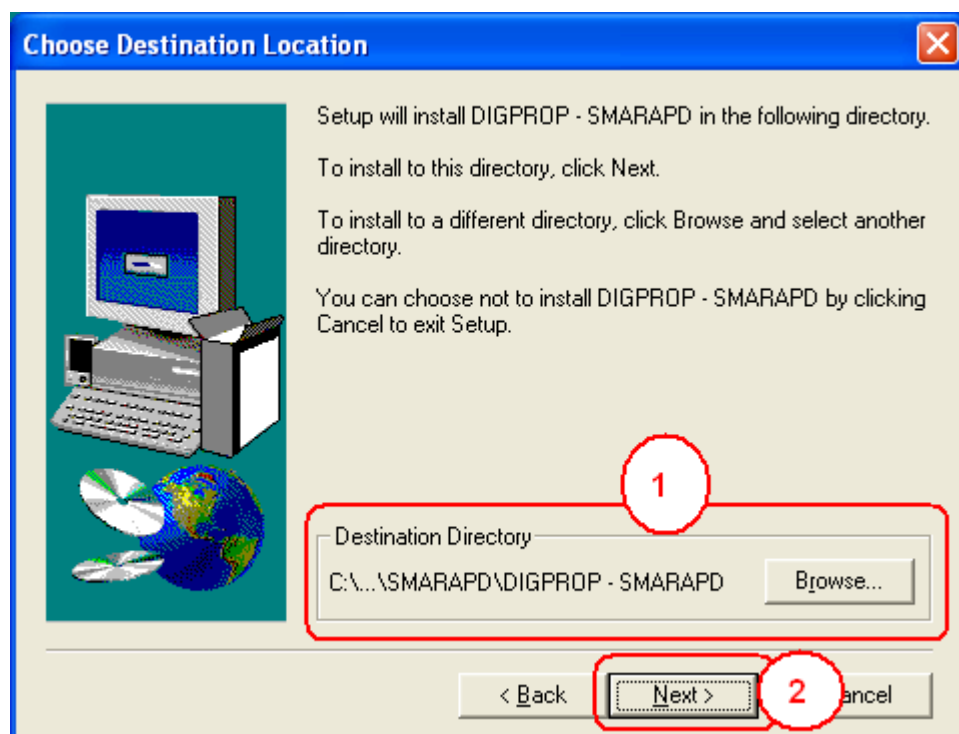 Choose Destination Location
Setup will install DIGPROP - SMARAPD in the following directory.
To install to this directory, click Next.
To install to a different directory, click Browse and select another
directory.
You can choose not to install DIGPROP - SMARAPD by clicking
Cancel to exit Setup.
1
Destination Directory
C:\...\SMARAPD\DIGPROP - SMARAPD Browse...
< Back Next > 2 ancel